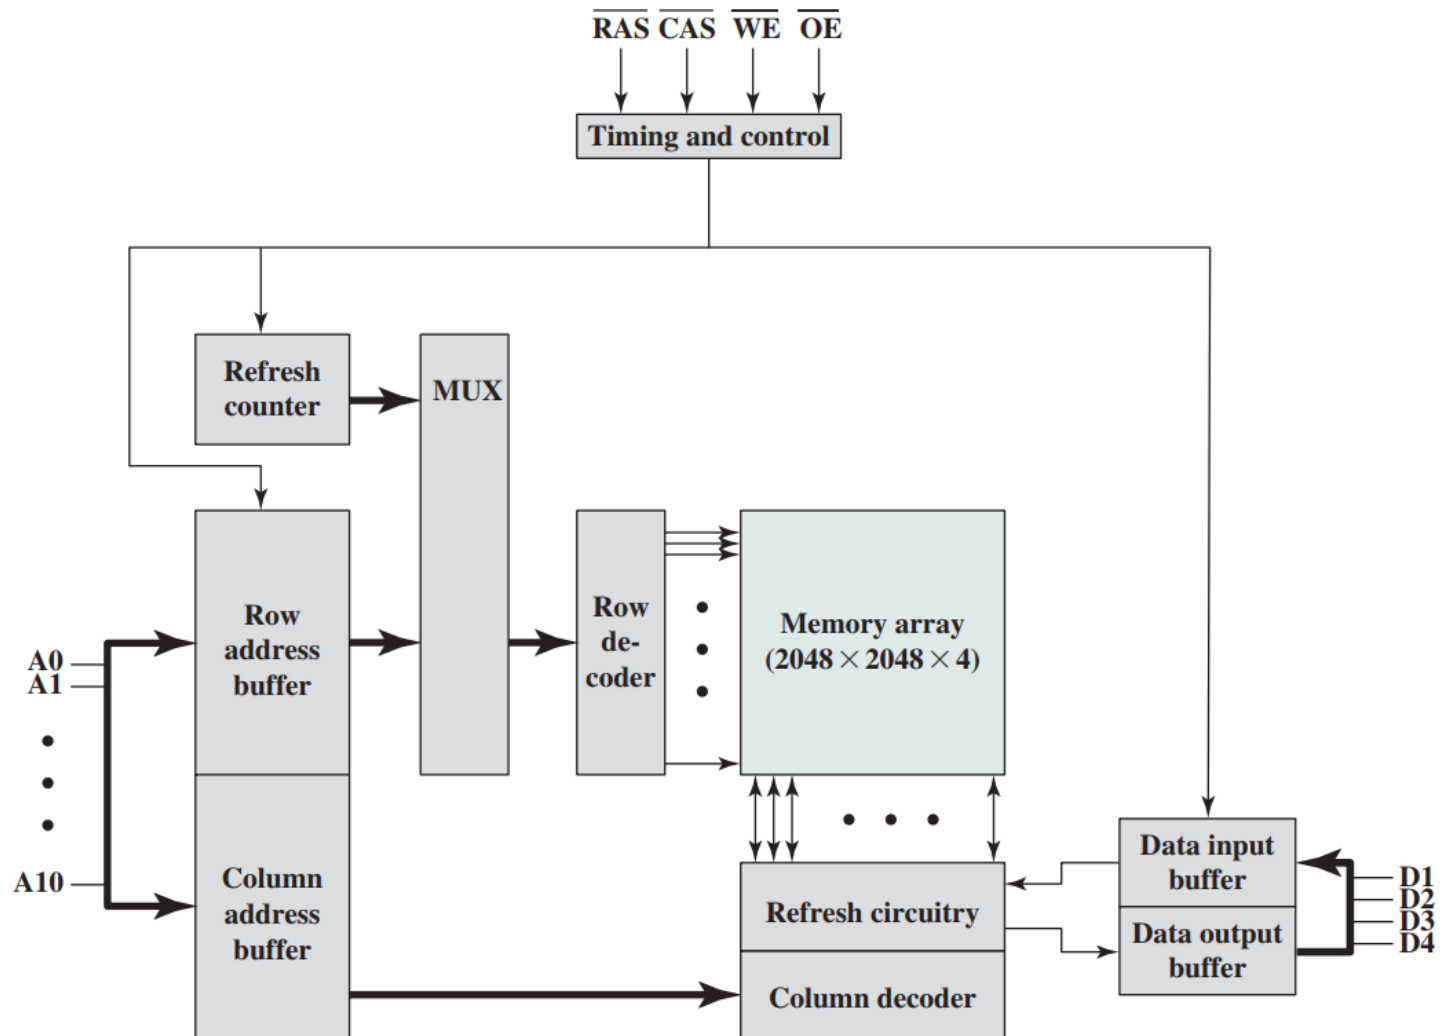 RAS CAS WE OE
Timing and control
Refresh
counter
MUX
Row
address
buffer
Row
de-
coder
Memory array
(2048 × 2048 × 4)
A0
A1
A10
Column
address
buffer
Refresh circuitry
Column decoder
Data input
buffer
Data output
buffer
D1
D2
D3
D4